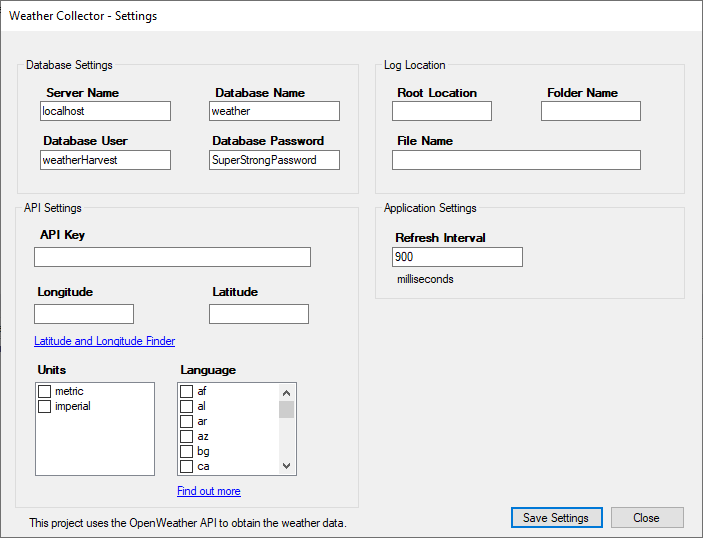 Weather Collector - Settings
Database Settings
Server Name
Database Name
localhost
weather
Database User
Database Password
weatherHarvest
SuperStrongPassword
Log Location
Root Location
Folder Name
File Name
API Settings
API Key
Longitude
Latitude
Latitude and Longitude Finder
Units
metric
imperial
Language
af
al
ar
az
bg
ca
Find out more
Application Settings
Refresh Interval
900
milliseconds
This project uses the OpenWeather API to obtain the weather data.
Save Settings
Close